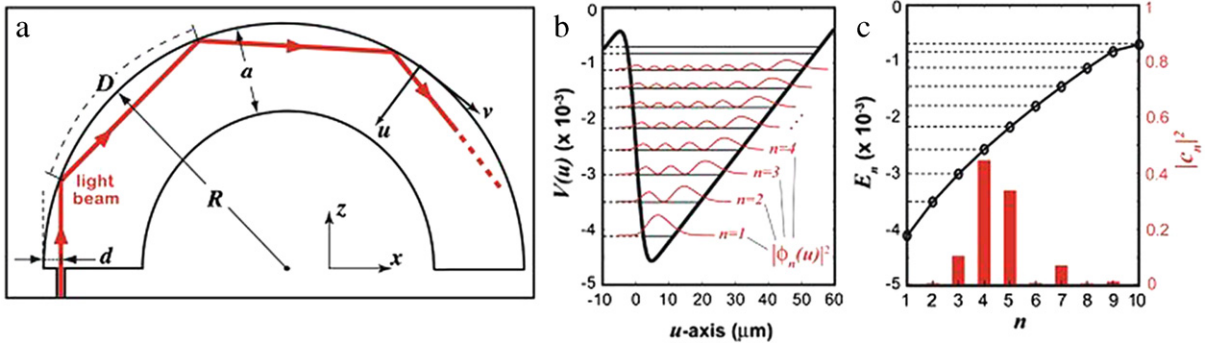 a
D
a
v
u
light
beam
R
z
x
d
b
V(u) (x 10⁻³)
0
-1
-2
-3
-4
-5
n=4
n=3
n=2
n=1
|ϕₙ(u)|²
-10 0 10 20 30 40 50 60
u-axis (µm)
c
Eₙ (x 10⁻³)
0
-1
-2
-3
-4
-5
1 2 3 4 5 6 7 8 9 10
n
1
0.8
0.6
0.4
0.2
0
|cₙ|²